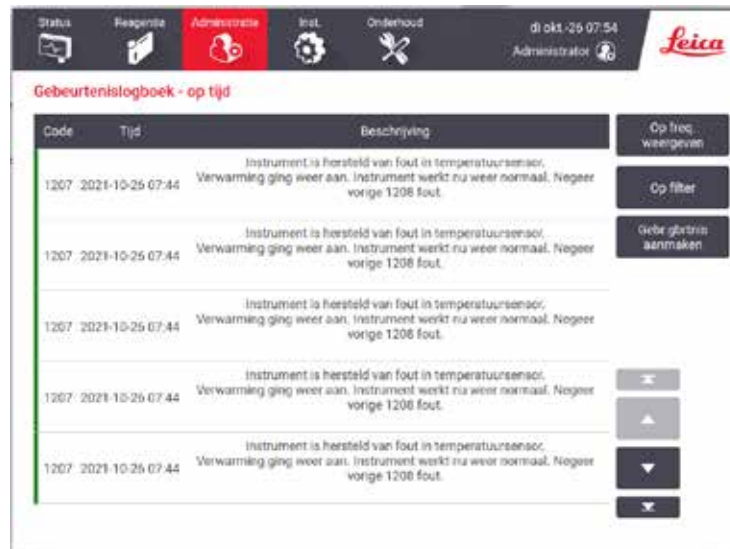 Status Reagentia Administratie Inst. Onderhoud
di okt.-26 07:54
Administrator
Leica
Gebeurtenislogboek - op tijd
Code Tijd Beschrijving
Instrument is hersteld van fout in temperatuursensor.
1207 2021-10-26 07:44 Verwarming ging weer aan. Instrument werkt nu weer normaal. Negeer
vorige 1208 fout.
Instrument is hersteld van fout in temperatuursensor.
1207 2021-10-26 07:44 Verwarming ging weer aan. Instrument werkt nu weer normaal. Negeer
vorige 1208 fout.
Instrument is hersteld van fout in temperatuursensor.
1207 2021-10-26 07:44 Verwarming ging weer aan. Instrument werkt nu weer normaal. Negeer
vorige 1208 fout.
Instrument is hersteld van fout in temperatuursensor.
1207 2021-10-26 07:44 Verwarming ging weer aan. Instrument werkt nu weer normaal. Negeer
vorige 1208 fout.
Instrument is hersteld van fout in temperatuursensor.
1207 2021-10-26 07:44 Verwarming ging weer aan. Instrument werkt nu weer normaal. Negeer
vorige 1208 fout.
Op freq.
weergeven
Op filter
Gebr gbrtnis
aanmaken